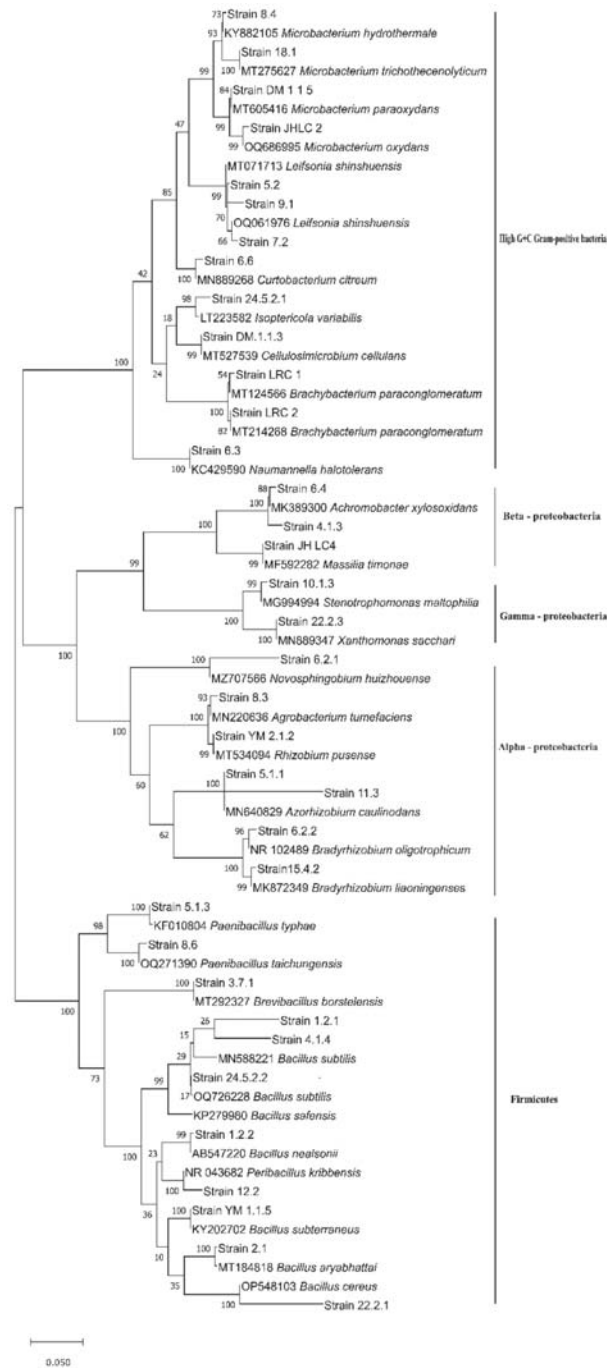 Strain 8.4
73
KY882105 Microbacterium hydrothermale
93
Strain 18.1
100
MT275627 Microbacterium trichothecenolyticum
99
Strain DM 1 1 5
84
MT605416 Microbacterium paraoxydans
Strain JHLC 2
99
OQ686995 Microbacterium oxydans
99
47
MT071713 Leifsonia shinshuensis
Strain 5.2
99
Strain 9.1
70
OQ061976 Leifsonia shinshuensis
66
Strain 7.2
High G+C Gram-positive bacteria
85
Strain 6.6
100
MN889268 Curtobacterium citreum
42
98
Strain 24.5.2.1
LT223582 Isoptericola variabilis
18
Strain DM.1.1.3
99
MT527539 Cellulosimicrobium cellulans
24
54
Strain LRC 1
MT124566 Brachybacterium paraconglomeratum
100
Strain LRC 2
82
MT214268 Brachybacterium paraconglomeratum
100
Strain 6.3
100
KC429590 Naumannella halotolerans
88
Strain 6.4
MK389300 Achromobacter xylosoxidans
100
Strain 4.1.3
100
Strain JH LC4
99
MF592282 Massilia timonae
Beta - proteobacteria
99
99
Strain 10.1.3
MG994994 Stenotrophomonas maltophilia
100
Strain 22.2.3
100
MN889347 Xanthomonas sacchari
Gamma - proteobacteria
100
Strain 6.2.1
100
MZ707566 Novosphingobium huizhouense
93
Strain 8.3
100
MN220636 Agrobacterium tumefaciens
100
Strain YM 2.1.2
99
MT534094 Rhizobium pusense
Alpha - proteobacteria
60
Strain 5.1.1
100
Strain 11.3
MN640829 Azorhizobium caulinodans
62
96
Strain 6.2.2
NR 102489 Bradyrhizobium oligotrophicum
100
Strain15.4.2
99
MK872349 Bradyrhizobium liaoningenses
100
Strain 5.1.3
98
KF010804 Paenibacillus typhae
Strain 8.6
100
OQ271390 Paenibacillus taichungensis
100
100
Strain 3.7.1
MT292327 Brevibacillus borstelensis
73
26
Strain 1.2.1
15
Strain 4.1.4
29
MN588221 Bacillus subtilis
99
Strain 24.5.2.2
17
OQ726228 Bacillus subtilis
KP279960 Bacillus safensis
Firmicutes
100
99
Strain 1.2.2
23
AB547220 Bacillus nealsonii
NR 043682 Peribacillus kribbensis
100
Strain 12.2
36
Strain YM 1.1.5
100
KY202702 Bacillus subterraneus
10
100
Strain 2.1
MT184818 Bacillus aryabhattai
35
OP548103 Bacillus cereus
100
Strain 22.2.1
0.050